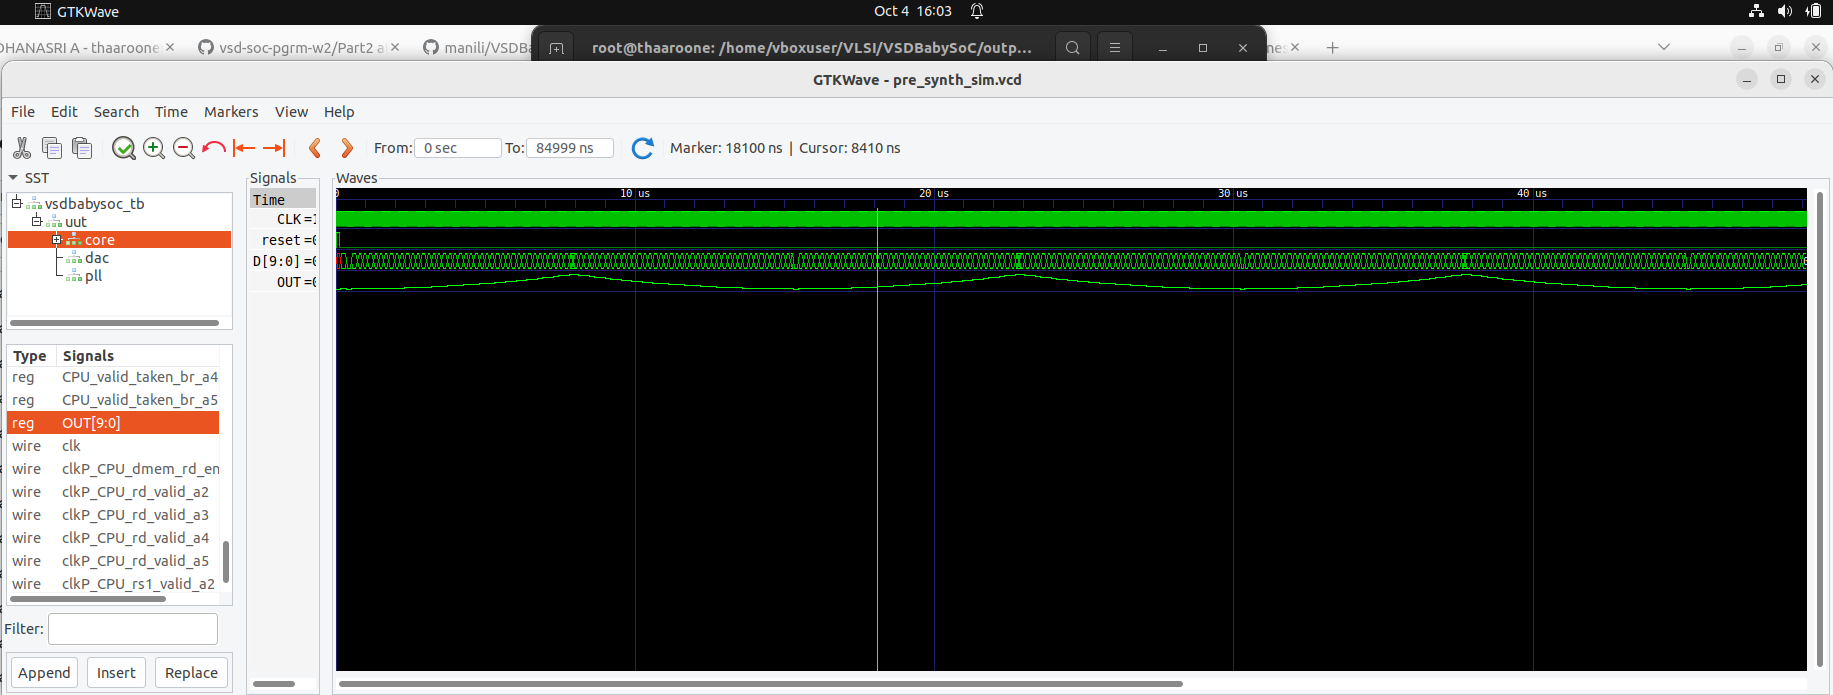 GTKWave
Oct 4 16:03
DHANASRI A - thaaroone
vsd-soc-pgrm-w2/Part2 a
manili/VSDBa
root@thaaroone: /home/vboxuser/VLSI/VSDBabySoC/outp...
nes
GTKWave - pre_synth_sim.vcd
File Edit Search Time Markers View Help
From: 0 sec To: 84999 ns Marker: 18100 ns | Cursor: 8410 ns
SST
vsdbabysoc_tb
uut
core
dac
pll
Type Signals
reg CPU_valid_taken_br_a4
reg CPU_valid_taken_br_a5
reg OUT[9:0]
wire clk
wire clkP_CPU_dmem_rd_en
wire clkP_CPU_rd_valid_a2
wire clkP_CPU_rd_valid_a3
wire clkP_CPU_rd_valid_a4
wire clkP_CPU_rd_valid_a5
wire clkP_CPU_rs1_valid_a2
Filter:
Append Insert Replace
Signals
Time
CLK =1
reset =0
D[9:0] =0
OUT =0
Waves
0 10 us 20 us 30 us 40 us